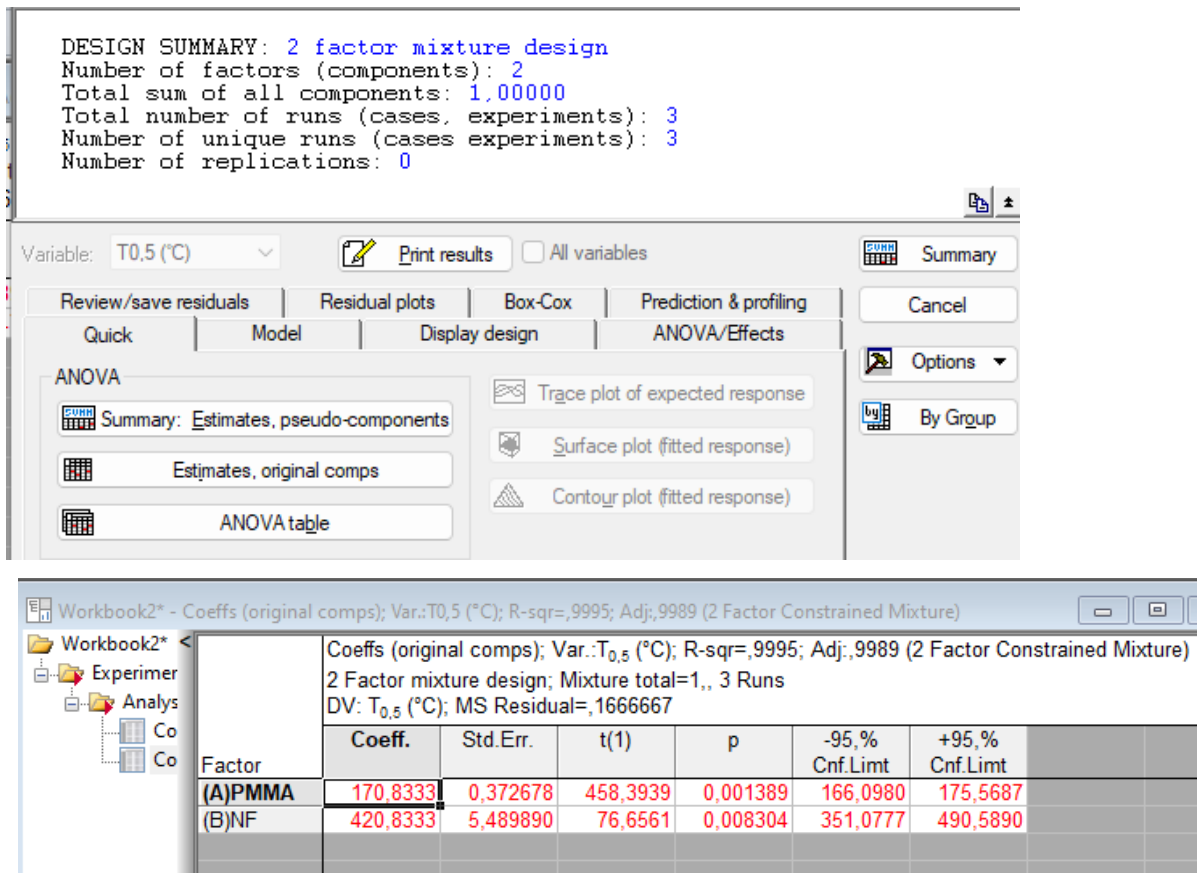 DESIGN SUMMARY: 2 factor mixture design
Number of factors (components): 2
Total sum of all components: 1,00000
Total number of runs (cases, experiments): 3
Number of unique runs (cases experiments): 3
Number of replications: 0
Variable: T0,5 (°C) Print results All variables Summary
Review/save residuals Residual plots Box-Cox Prediction & profiling Cancel
Quick Model Display design ANOVA/Effects
Options
ANOVA
Trace plot of expected response
Summary: Estimates, pseudo-components By Group
Surface plot (fitted response)
Estimates, original comps
Contour plot (fitted response)
ANOVA table
Workbook2* - Coeffs (original comps); Var.:T0,5 (°C); R-sqr=,9995; Adj:,9989 (2 Factor Constrained Mixture)
Workbook2* <
Experimer
Analys
Co
Co
Coeffs (original comps); Var.:T0,5 (°C); R-sqr=,9995; Adj:,9989 (2 Factor Constrained Mixture)
2 Factor mixture design; Mixture total=1,, 3 Runs
DV: T0,5 (°C); MS Residual=,1666667
Factor Coeff. Std.Err. t(1) p -95,% Cnf.Limt +95,% Cnf.Limt
(A)PMMA 170,8333 0,372678 458,3939 0,001389 166,0980 175,5687
(B)NF 420,8333 5,489890 76,6561 0,008304 351,0777 490,5890